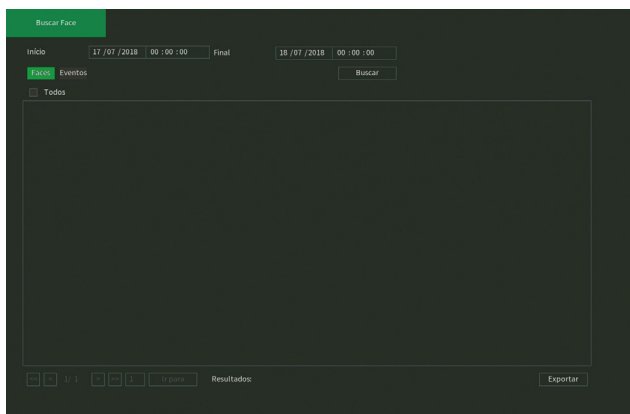 Buscar Face
Início 17 /07 /2018 00 : 00 : 00 Final 18 /07 /2018 00 : 00 : 00
Faces Eventos Buscar
Todos
<< < 1/ 1 > >> 1 Ir para Resultados: Exportar